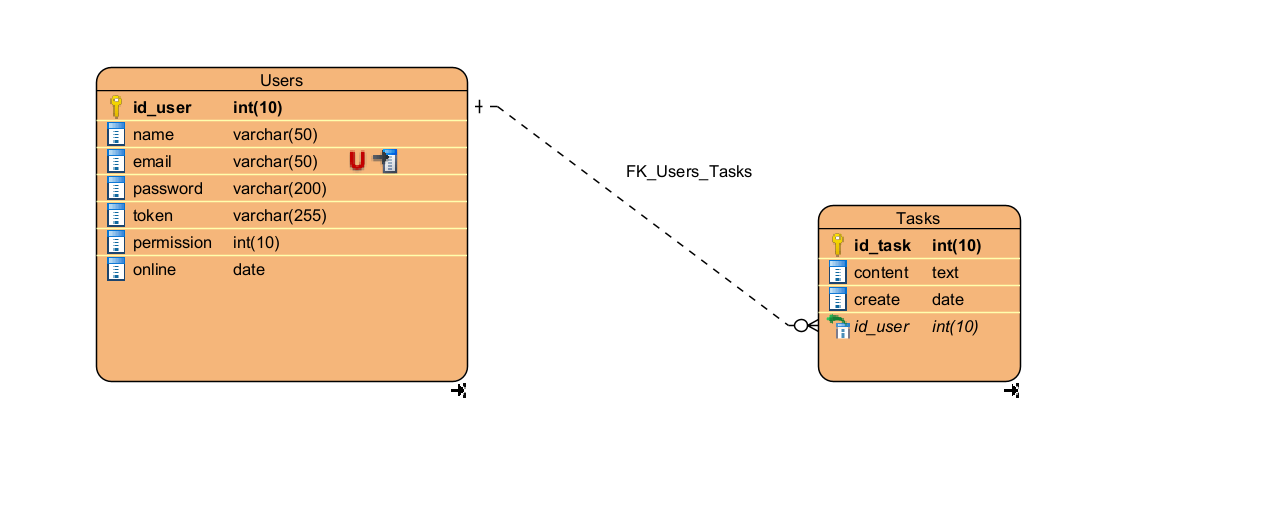 Users
id_user int(10)
name varchar(50)
email varchar(50) U
password varchar(200)
token varchar(255)
permission int(10)
online date
FK_Users_Tasks
Tasks
id_task int(10)
content text
create date
id_user int(10)